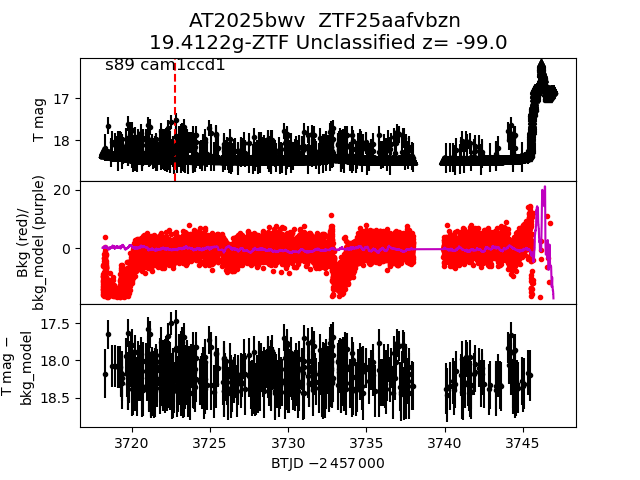 AT2025bwv ZTF25aafvbzn
19.4122g-ZTF Unclassified z= -99.0
s89 cam1ccd1
T mag
17
18
Bkg (red)/
bkg_model (purple)
20
0
T mag −
bkg_model
17.5
18.0
18.5
3720 3725 3730 3735 3740 3745
BTJD −2 457 000